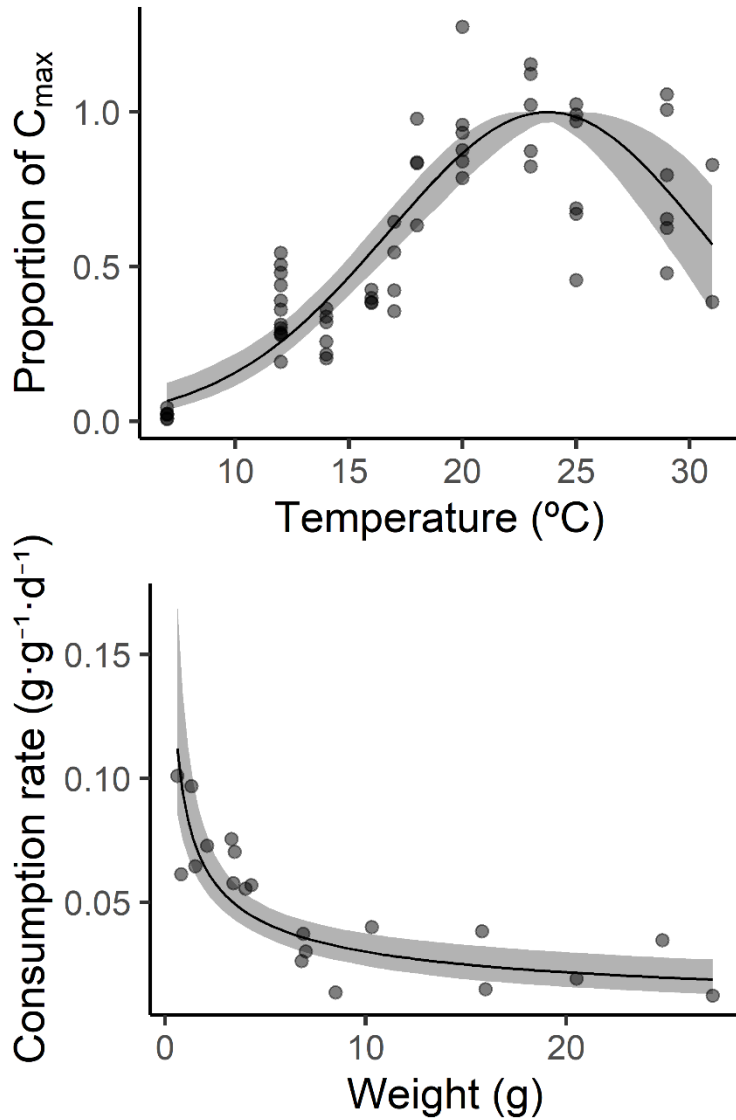 Proportion of Cmax
1.0
0.5
0.0
10 15 20 25 30
Temperature (ºC)
Consumption rate (g·g⁻¹·d⁻¹)
0.15
0.10
0.05
0 10 20
Weight (g)